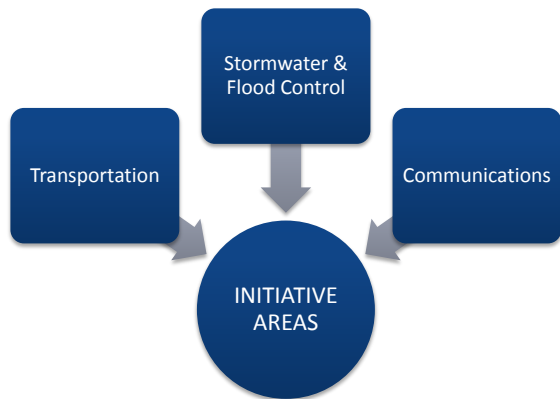 Stormwater &
Flood Control
Transportation
Communications
INITIATIVE
AREAS